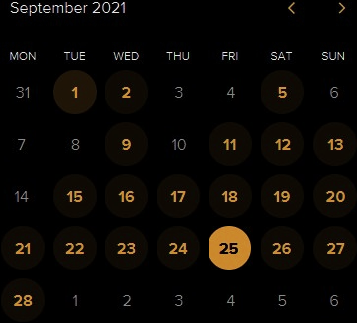 September 2021
MON TUE WED THU FRI SAT SUN
31 1 2 3 4 5 6
7 8 9 10 11 12 13
14 15 16 17 18 19 20
21 22 23 24 25 26 27
28 1 2 3 4 5 6